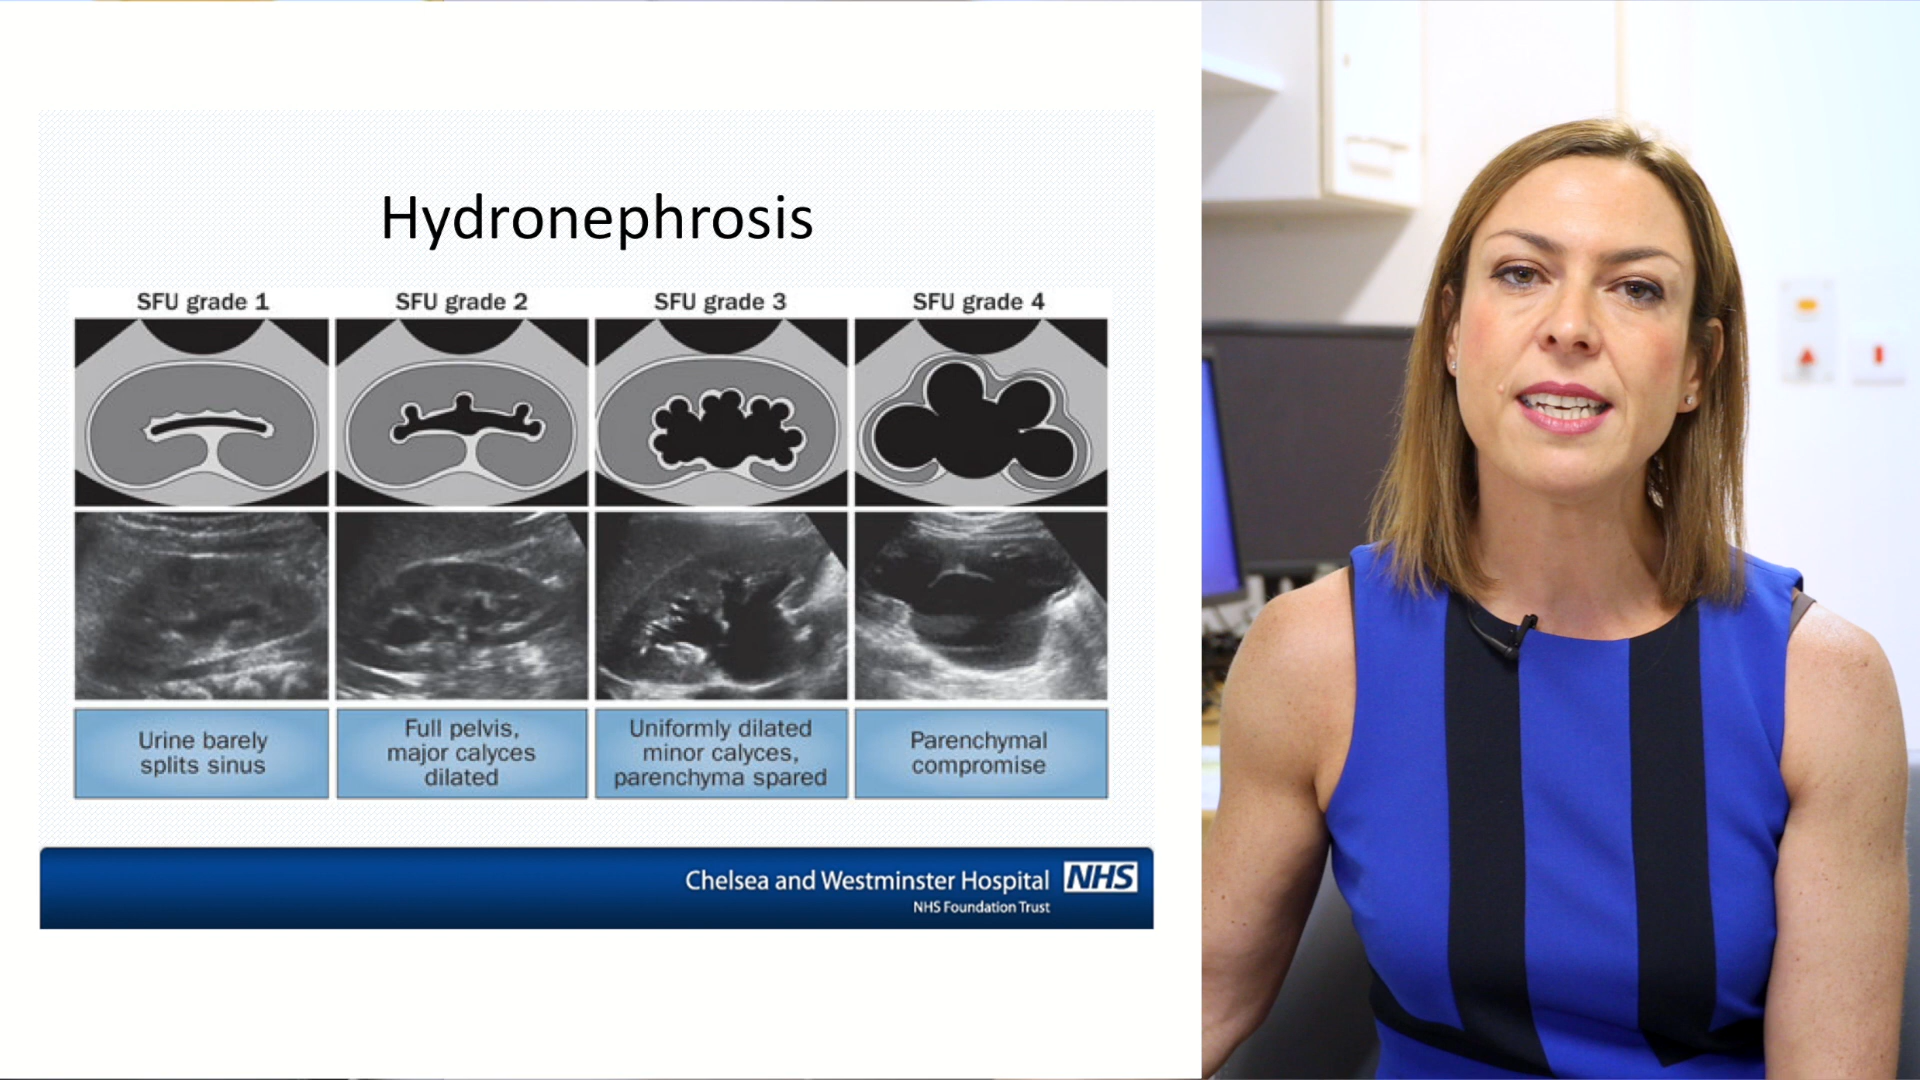 Hydronephrosis
SFU grade 1
SFU grade 2
SFU grade 3
SFU grade 4
Urine barely
splits sinus
Full pelvis,
major calyces
dilated
Uniformly dilated
minor calyces,
parenchyma spared
Parenchymal
compromise
Chelsea and Westminster Hospital NHS
NHS Foundation Trust